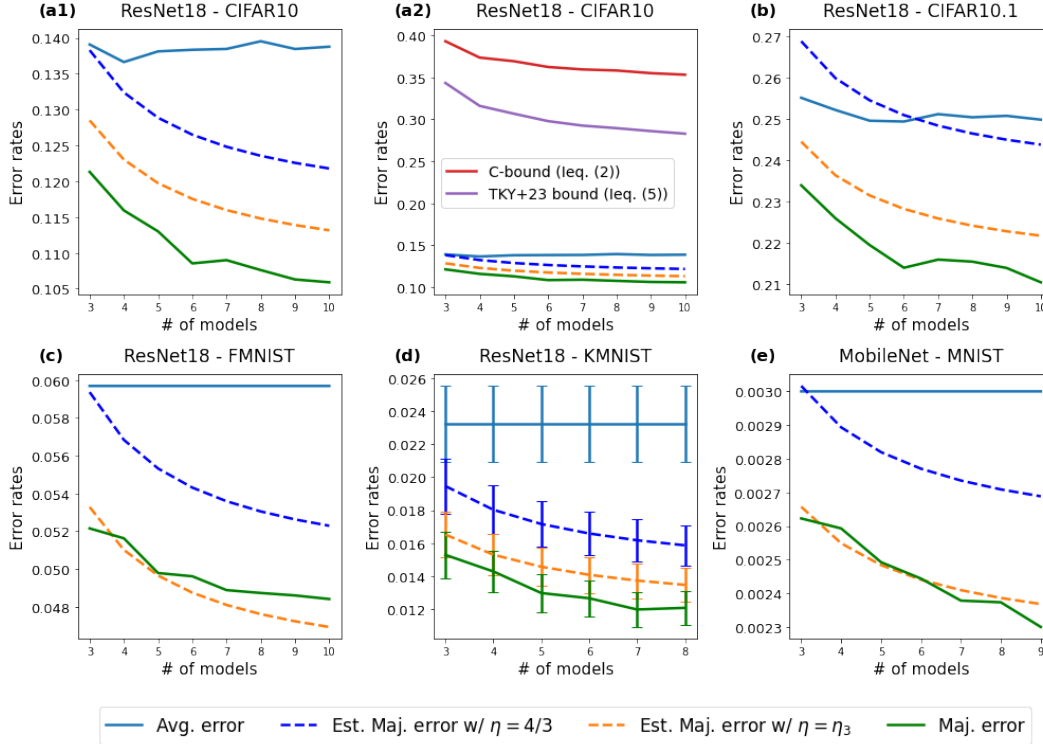 (a1) ResNet18 - CIFAR10
0.140
0.135
0.130
0.125
0.120
0.115
0.110
0.105
Error rates
3 4 5 6 7 8 9 10
# of models
(a2) ResNet18 - CIFAR10
0.40
0.35
0.30
0.25
0.20
0.15
0.10
Error rates
C-bound (Ieq. (2))
TKY+23 bound (Ieq. (5))
3 4 5 6 7 8 9 10
# of models
(b) ResNet18 - CIFAR10.1
0.27
0.26
0.25
0.24
0.23
0.22
0.21
Error rates
3 4 5 6 7 8 9 10
# of models
(c) ResNet18 - FMNIST
0.060
0.058
0.056
0.054
0.052
0.050
0.048
Error rates
3 4 5 6 7 8 9 10
# of models
(d) ResNet18 - KMNIST
0.026
0.024
0.022
0.020
0.018
0.016
0.014
0.012
Error rates
3 4 5 6 7 8
# of models
(e) MobileNet - MNIST
0.0030
0.0029
0.0028
0.0027
0.0026
0.0025
0.0024
0.0023
Error rates
3 4 5 6 7 8 9
# of models
Avg. error Est. Maj. error w/ η = 4/3 Est. Maj. error w/ η = η₃ Maj. error